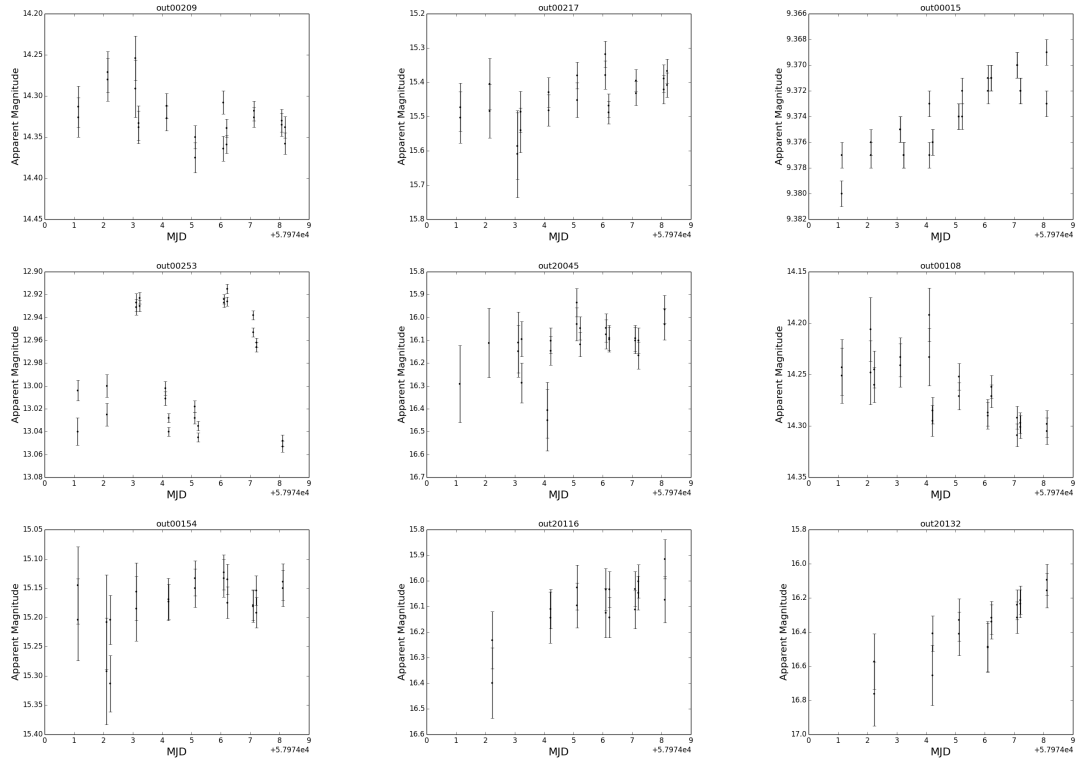 out00209
14.20
14.25
14.30
14.35
14.40
14.45
Apparent Magnitude
0 1 2 3 4 5 6 7 8 9
+5.7974e4
MJD
out00217
15.2
15.3
15.4
15.5
15.6
15.7
15.8
Apparent Magnitude
0 1 2 3 4 5 6 7 8 9
+5.7974e4
MJD
out00015
9.366
9.368
9.370
9.372
9.374
9.376
9.378
9.380
9.382
Apparent Magnitude
0 1 2 3 4 5 6 7 8 9
+5.7974e4
MJD
out00253
12.90
12.92
12.94
12.96
12.98
13.00
13.02
13.04
13.06
13.08
Apparent Magnitude
0 1 2 3 4 5 6 7 8 9
+5.7974e4
MJD
out20045
15.8
15.9
16.0
16.1
16.2
16.3
16.4
16.5
16.6
16.7
Apparent Magnitude
0 1 2 3 4 5 6 7 8 9
+5.7974e4
MJD
out00108
14.15
14.20
14.25
14.30
14.35
Apparent Magnitude
0 1 2 3 4 5 6 7 8 9
+5.7974e4
MJD
out00154
15.05
15.10
15.15
15.20
15.25
15.30
15.35
15.40
Apparent Magnitude
0 1 2 3 4 5 6 7 8 9
+5.7974e4
MJD
out20116
15.8
15.9
16.0
16.1
16.2
16.3
16.4
16.5
16.6
Apparent Magnitude
0 1 2 3 4 5 6 7 8 9
+5.7974e4
MJD
out20132
15.8
16.0
16.2
16.4
16.6
16.8
17.0
Apparent Magnitude
0 1 2 3 4 5 6 7 8 9
+5.7974e4
MJD